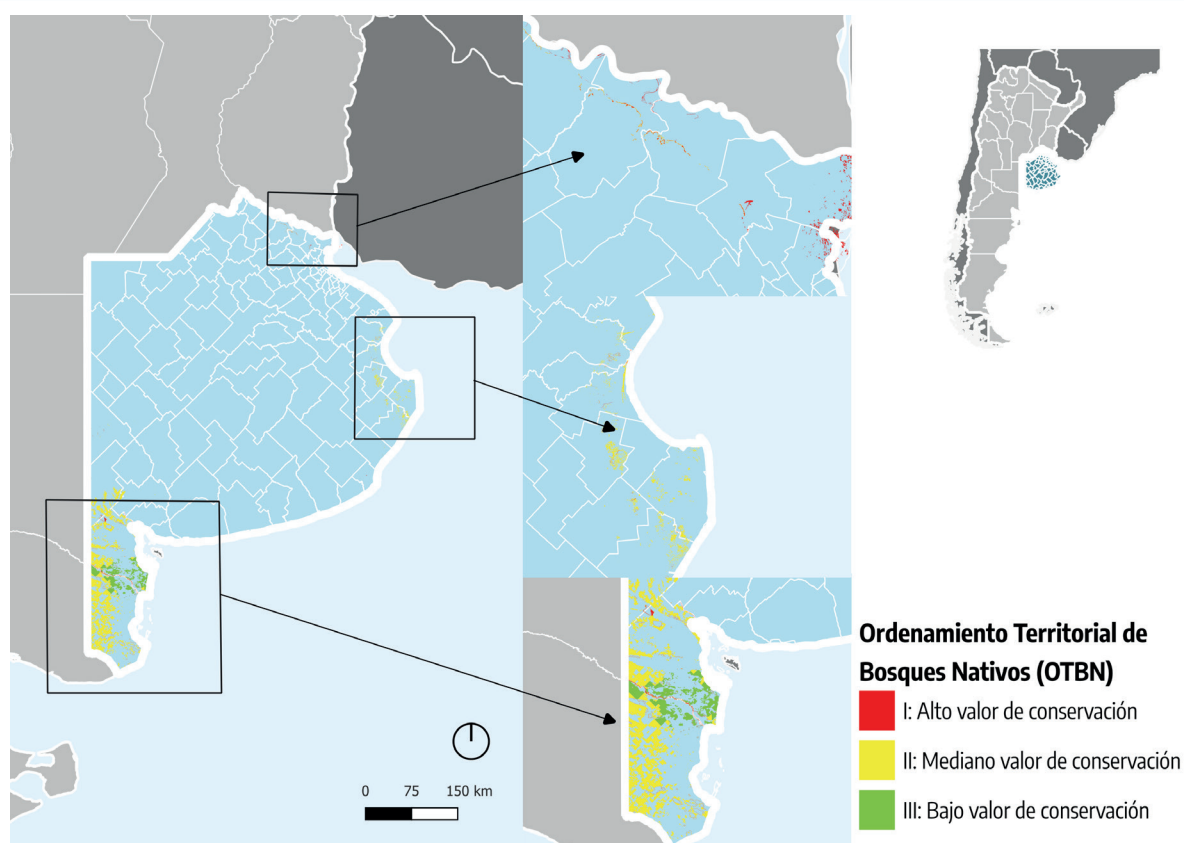 0 75 150 km
Ordenamiento Territorial de
Bosques Nativos (OTBN)
I: Alto valor de conservación
II: Mediano valor de conservación
III: Bajo valor de conservación